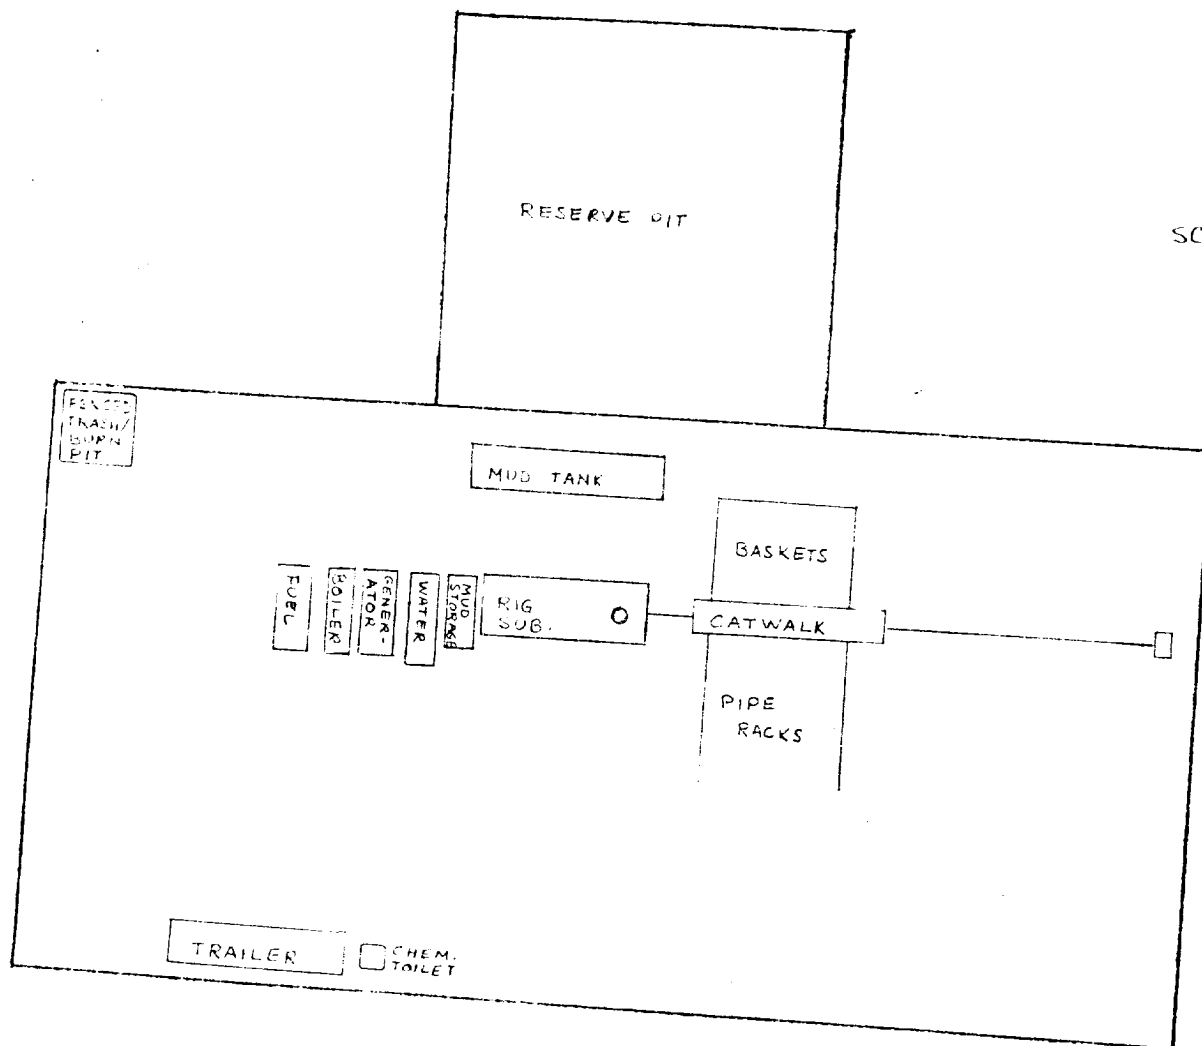 RESERVE PIT
SC
FENCED
TRASH/
BURN
PIT
MUD TANK
BASKETS
FUEL
BOILER
GENER-
ATOR
WATER
MUD
STORAGE
RIG
SUB.
CATWALK
PIPE
RACKS
TRAILER
CHEM.
TOILET